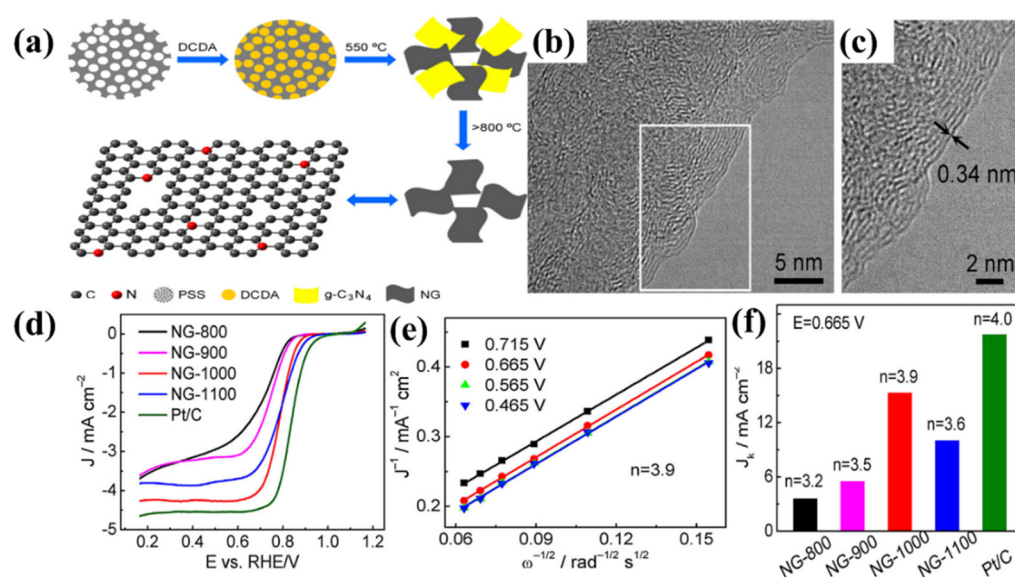 (a)
DCDA
550 ºC
>800 ºC
C
N
PSS
DCDA
g-C₃N₄
NG
(b)
5 nm
(c)
0.34 nm
2 nm
(d)
NG-800
NG-900
NG-1000
NG-1100
Pt/C
0
-1
-2
-3
-4
-5
J / mA cm⁻²
0.2 0.4 0.6 0.8 1.0 1.2
E vs. RHE/V
(e)
0.715 V
0.665 V
0.565 V
0.465 V
n=3.9
0.4
0.3
0.2
J⁻¹ / mA⁻¹ cm²
0.06 0.09 0.12 0.15
ω⁻¹/² / rad⁻¹/² s¹/²
(f)
E=0.665 V
n=4.0
n=3.9
n=3.6
n=3.5
n=3.2
24
18
12
6
0
Jₖ / mA cm⁻²
NG-800
NG-900
NG-1000
NG-1100
Pt/C